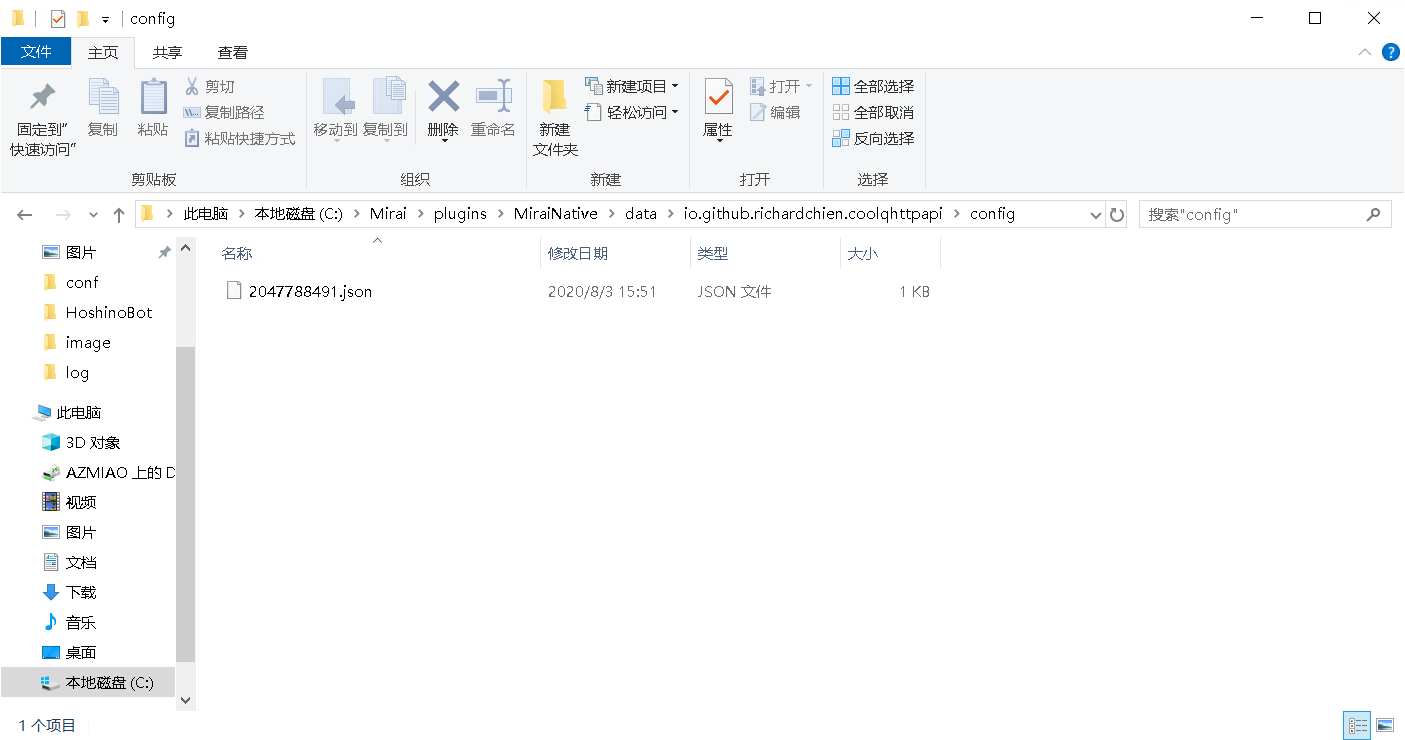 config
文件 主页 共享 查看
固定到"快速访问" 复制 粘贴 剪切 复制路径 粘贴快捷方式 移动到 复制到 删除 重命名 新建文件夹 新建项目 轻松访问 属性 打开 编辑 全部选择 全部取消 反向选择
剪贴板 组织 新建 打开 选择
此电脑 本地磁盘 (C:) Mirai plugins MiraiNative data io.github.richardchien.coolqhttpapi config 搜索"config"
名称 修改日期 类型 大小
2047788491.json 2020/8/3 15:51 JSON 文件 1 KB
图片
conf
HoshinoBot
image
log
此电脑
3D 对象
AZMIAO 上的 D
视频
图片
文档
下载
音乐
桌面
本地磁盘 (C:)
1 个项目